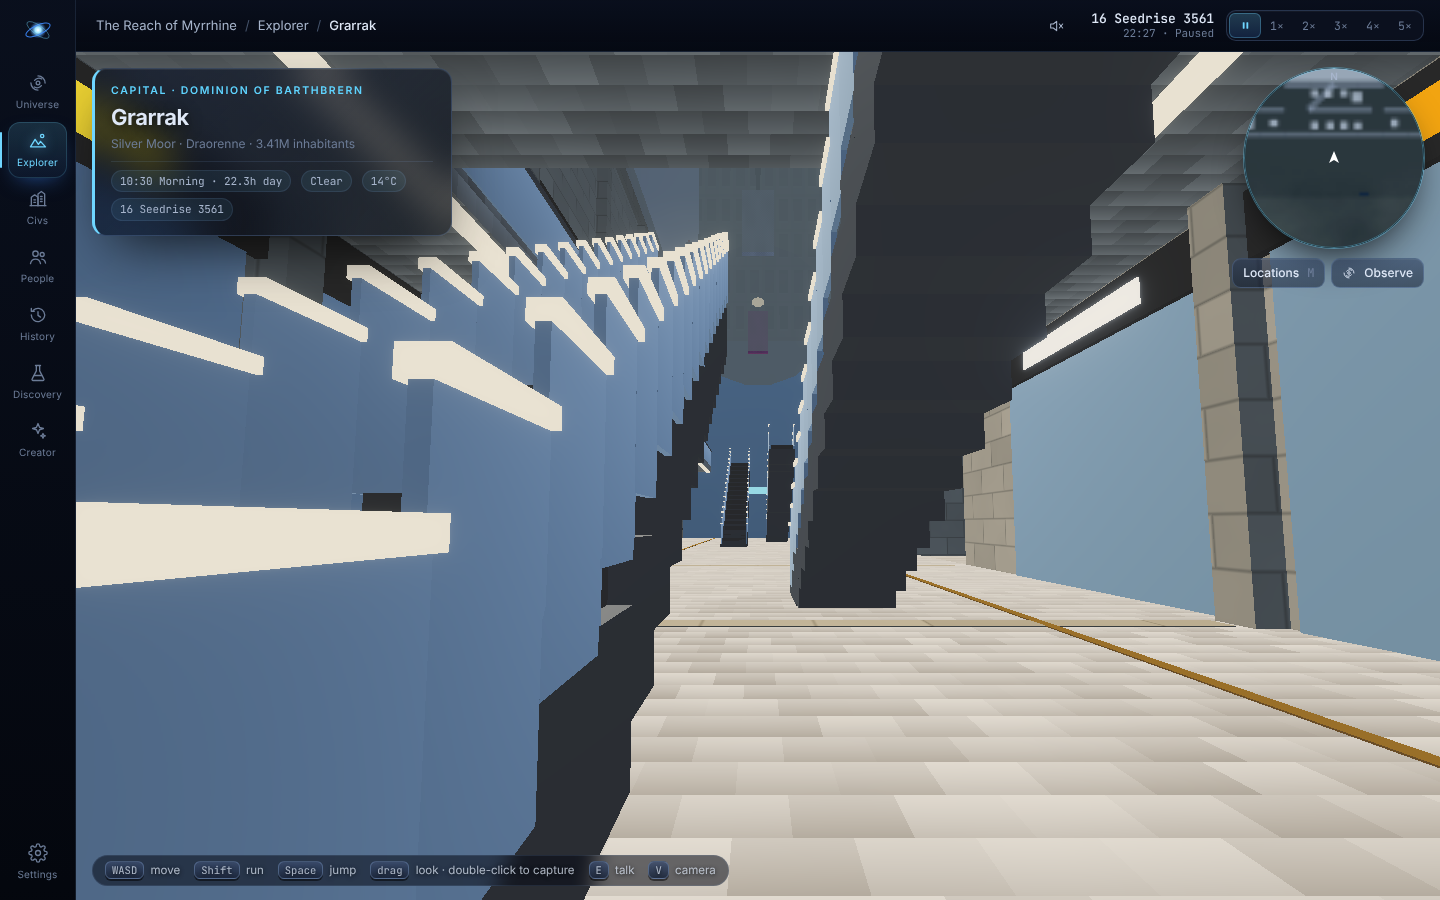 The Reach of Myrrhine / Explorer / Grarrak
16 Seedrise 3561
22:27 · Paused
1× 2× 3× 4× 5×
Universe
Explorer
Civs
People
History
Discovery
Creator
Settings
CAPITAL · DOMINION OF BARTHBRERN
Grarrak
Silver Moor · Draorenne · 3.41M inhabitants
10:30 Morning · 22.3h day Clear 14°C
16 Seedrise 3561
N
Locations M Observe
WASD move Shift run Space jump drag look · double-click to capture E talk V camera